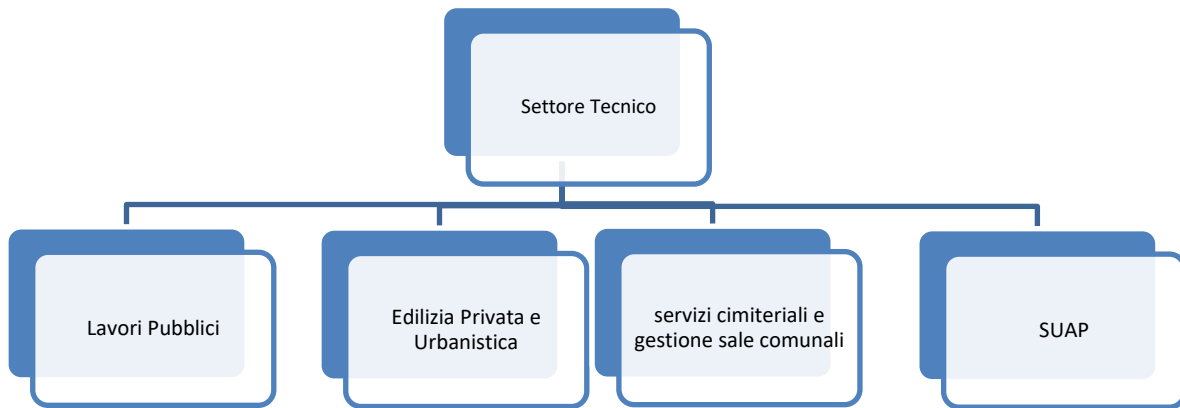 Settore Tecnico
Lavori Pubblici
Edilizia Privata e
Urbanistica
servizi cimiteriali e
gestione sale comunali
SUAP